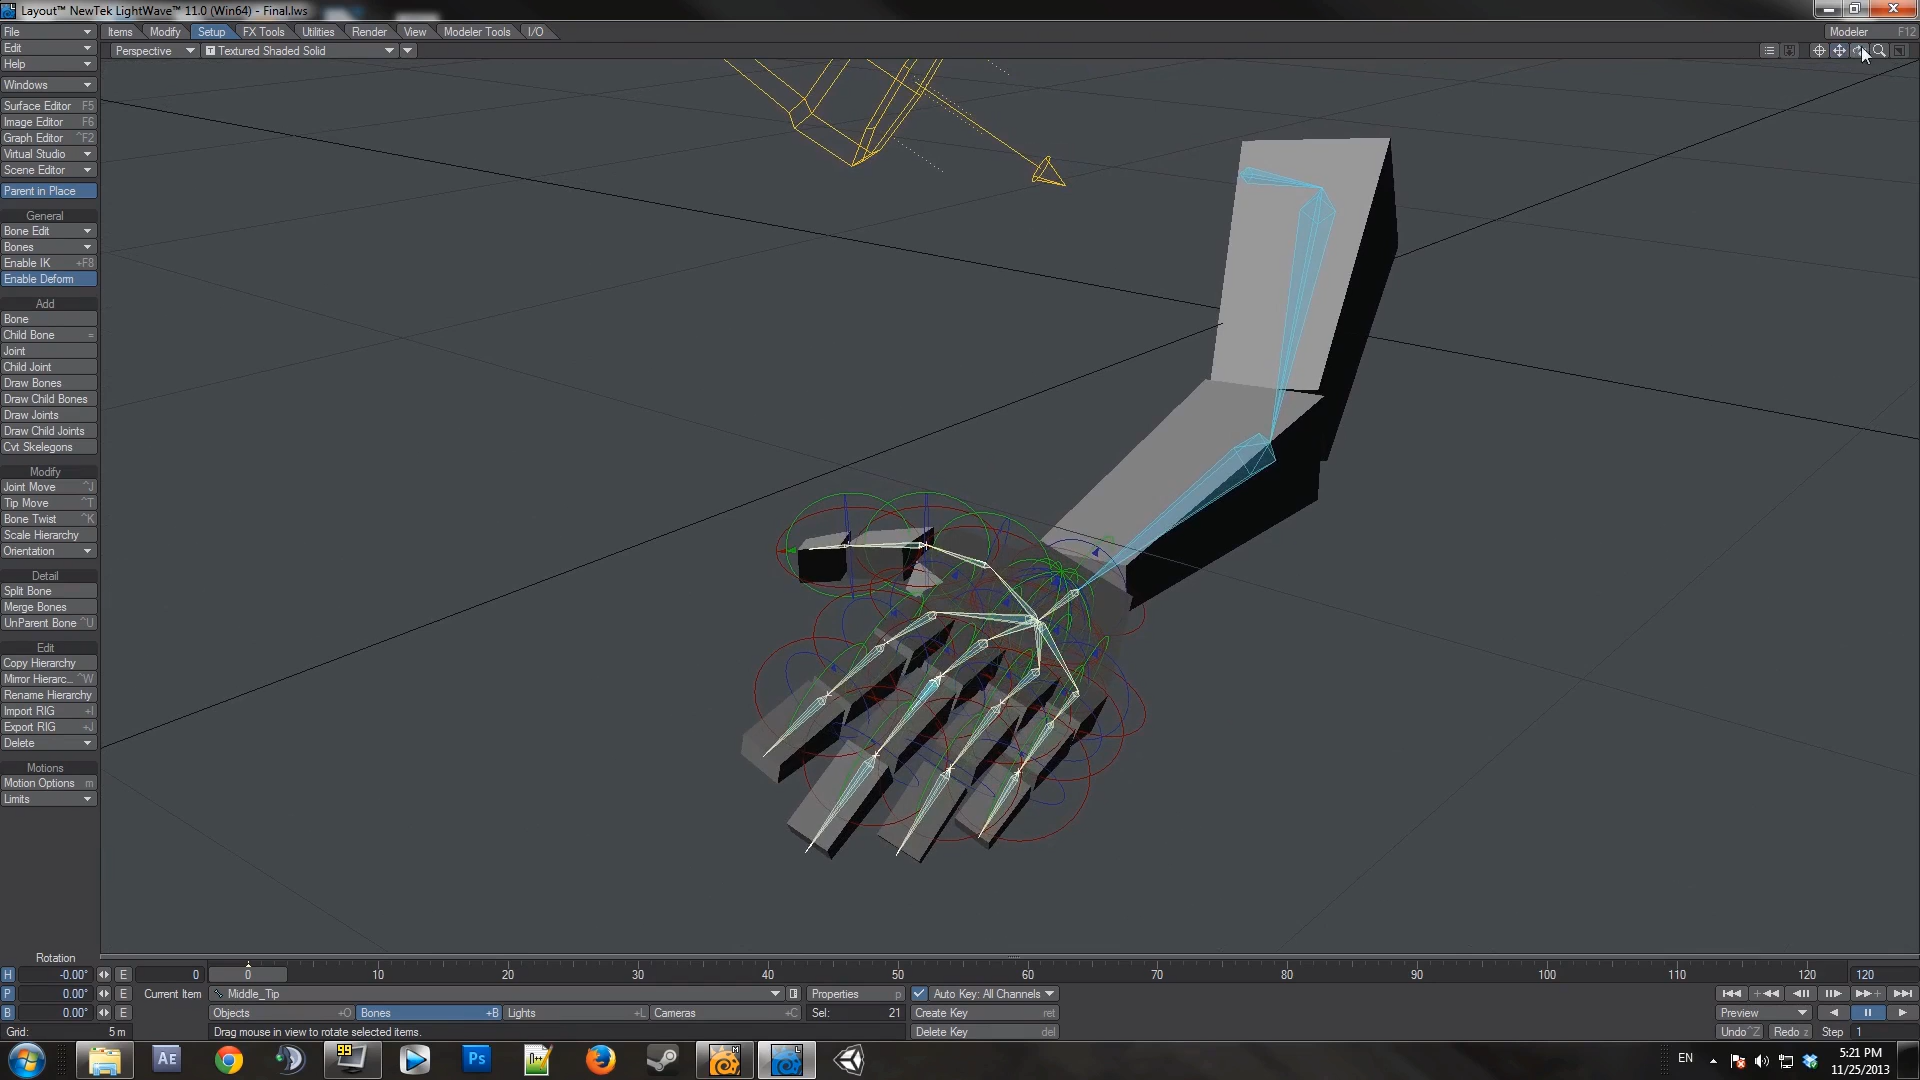 Layout™ NewTek LightWave™ 11.0 (Win64) - Final.lws
File
Items Modify Setup FX Tools Utilities Render View Modeler Tools I/O
Modeler F12
Edit
Perspective Textured Shaded Solid
Help
Windows
Surface Editor F5
Image Editor F6
Graph Editor ^F2
Virtual Studio
Scene Editor
Parent in Place
General
Bone Edit
Bones
Enable IK +F8
Enable Deform
Add
Bone
Child Bone =
Joint
Child Joint
Draw Bones
Draw Child Bones
Draw Joints
Draw Child Joints
Cvt Skelegons
Modify
Joint Move ^J
Tip Move ^T
Bone Twist ^K
Scale Hierarchy
Orientation
Detail
Split Bone
Merge Bones
UnParent Bone ^U
Edit
Copy Hierarchy
Mirror Hierarc... ^W
Rename Hierarchy
Import RIG +I
Export RIG +J
Delete
Motions
Motion Options m
Limits
Rotation
H -0.00° E 0 0 10 20 30 40 50 60 70 80 90 100 110 120 120
P 0.00° E Current Item Middle_Tip Properties p Auto Key: All Channels
B 0.00° E Objects +O Bones +B Lights +L Cameras +C Sel: 21 Create Key ret Preview
Grid: 5 m Drag mouse in view to rotate selected items. Delete Key del Undo ^Z Redo z Step 1
AE 99 Ps EN 5:21 PM
11/25/2013